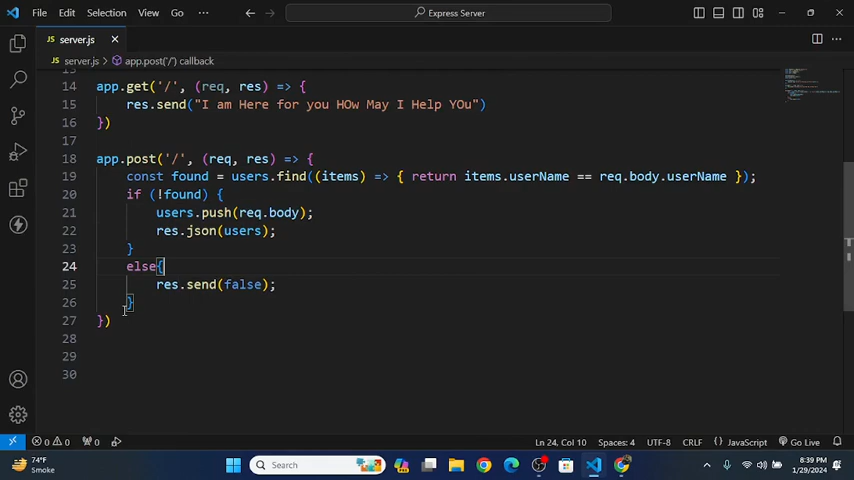 File Edit Selection View Go ··· Express Server
server.js
server.js > app.post('/') callback
13
14 app.get('/', (req, res) => {
15 res.send("I am Here for you HOw May I Help YOu")
16 })
17
18 app.post('/', (req, res) => {
19 const found = users.find((items) => { return items.userName == req.body.userName });
20 if (!found) {
21 users.push(req.body);
22 res.json(users);
23 }
24 else{
25 res.send(false);
26 }
27 })
28
29
30
0 0 0 Ln 24, Col 10 Spaces: 4 UTF-8 CRLF {} JavaScript Go Live
74°F
Smoke
Search
8:39 PM
1/29/2024